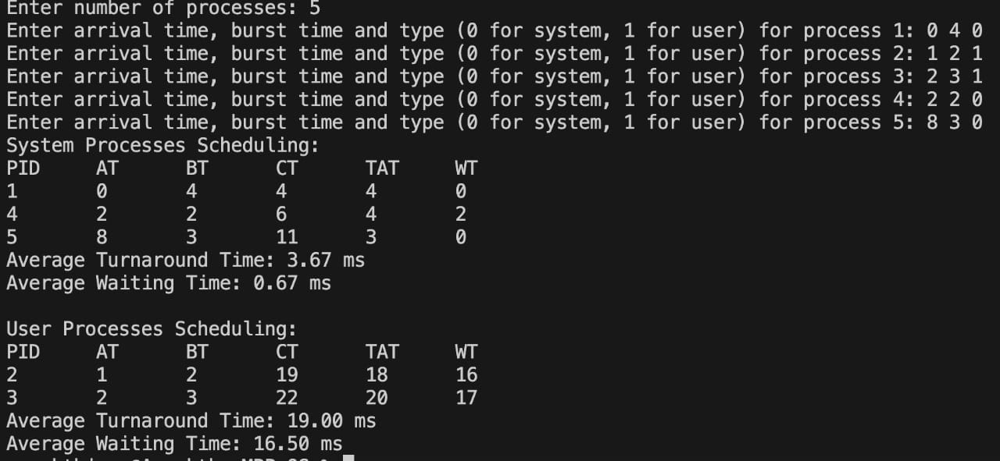 Enter number of processes: 5
Enter arrival time, burst time and type (0 for system, 1 for user) for process 1: 0 4 0
Enter arrival time, burst time and type (0 for system, 1 for user) for process 2: 1 2 1
Enter arrival time, burst time and type (0 for system, 1 for user) for process 3: 2 3 1
Enter arrival time, burst time and type (0 for system, 1 for user) for process 4: 2 2 0
Enter arrival time, burst time and type (0 for system, 1 for user) for process 5: 8 3 0
System Processes Scheduling:
PID AT BT CT TAT WT
1 0 4 4 4 0
4 2 2 6 4 2
5 8 3 11 3 0
Average Turnaround Time: 3.67 ms
Average Waiting Time: 0.67 ms
User Processes Scheduling:
PID AT BT CT TAT WT
2 1 2 19 18 16
3 2 3 22 20 17
Average Turnaround Time: 19.00 ms
Average Waiting Time: 16.50 ms